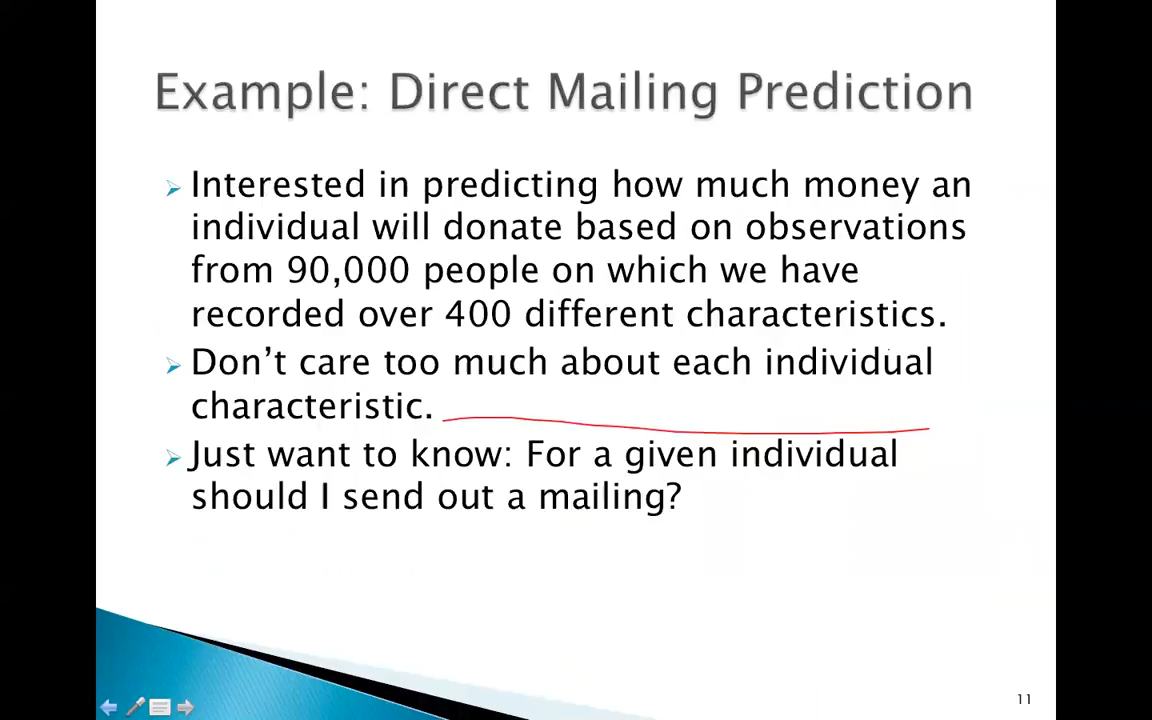 Example: Direct Mailing Prediction
Interested in predicting how much money an
individual will donate based on observations
from 90,000 people on which we have
recorded over 400 different characteristics.
Don’t care too much about each individual
characteristic.
Just want to know: For a given individual
should I send out a mailing?
11